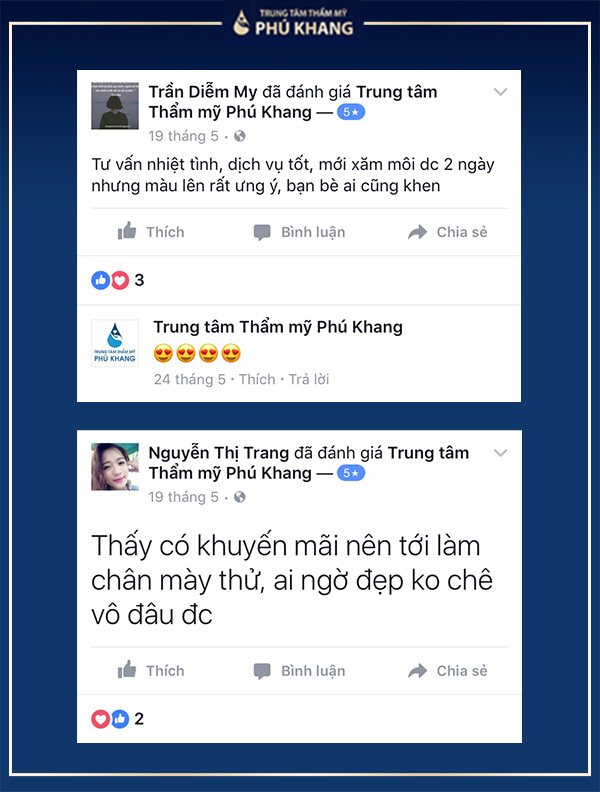 TRUNG TÂM THẨM MỸ
PHÚ KHANG
Trần Diễm My đã đánh giá Trung tâm
Thẩm mỹ Phú Khang — 5★
19 tháng 5 ·
Tư vấn nhiệt tình, dịch vụ tốt, mới xăm môi dc 2 ngày
nhưng màu lên rất ưng ý, bạn bè ai cũng khen
Thích Bình luận Chia sẻ
3
Trung tâm Thẩm mỹ Phú Khang
TRUNG TÂM THẨM MỸ
PHÚ KHANG
😍😍😍😍
24 tháng 5 · Thích · Trả lời
Nguyễn Thị Trang đã đánh giá Trung tâm
Thẩm mỹ Phú Khang — 5★
19 tháng 5 ·
Thấy có khuyến mãi nên tới làm
chân mày thử, ai ngờ đẹp ko chê
vô đâu đc
Thích Bình luận Chia sẻ
2